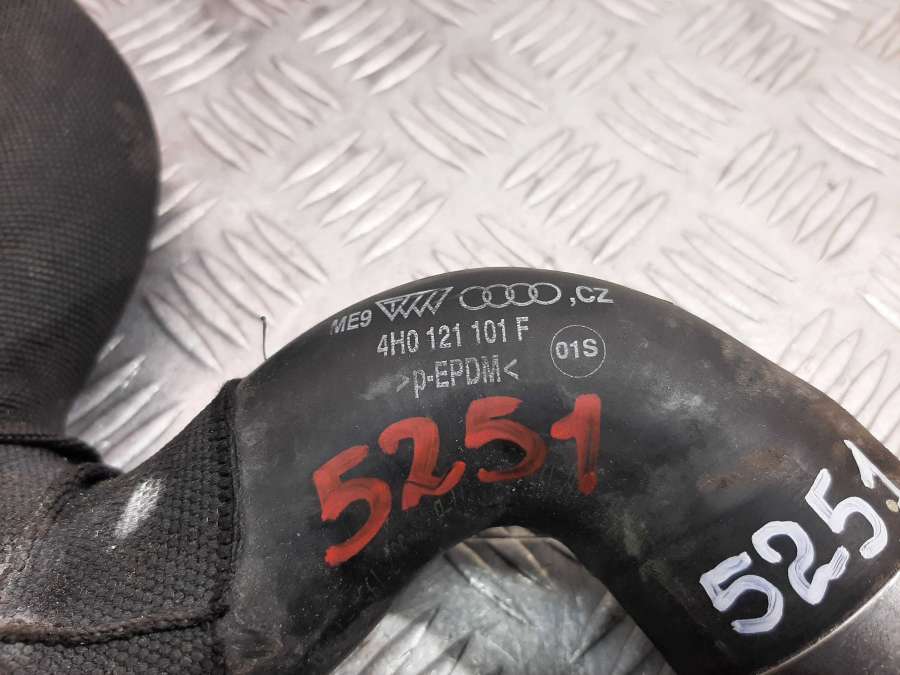 ME9 ,CZ
4H0 121 101 F
01S
>p-EPDM<
5251
5251